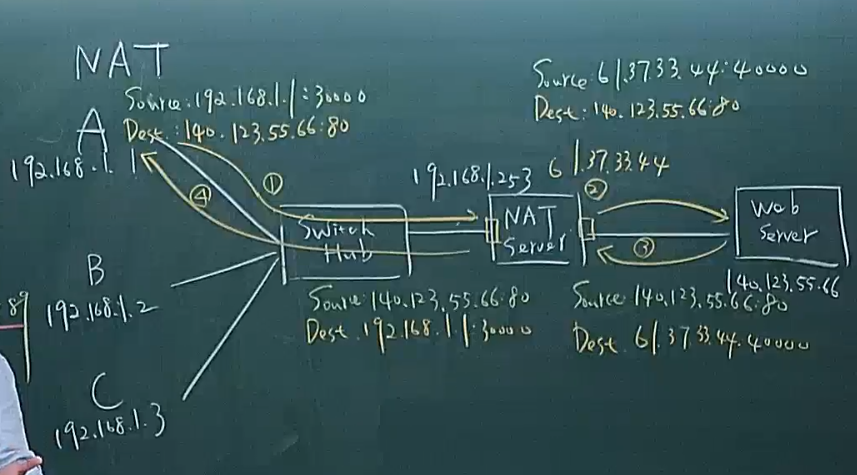 NAT
Source:192.168.1.1:30000
Dest.:140.123.55.66:80
A
192.168.1.1
Source:61.37.33.44:40000
Dest:140.123.55.66:80
①
④
192.168.1.253
61.37.33.44
②
③
Switch
Hub
NAT
Server
Web
Server
140.123.55.66
B
192.168.1.2
Source:140.123.55.66:80
Dest.192.168.1.1:30000
Source:140.123.55.66:80
Dest.61.37.33.44.40000
C
192.168.1.3
89